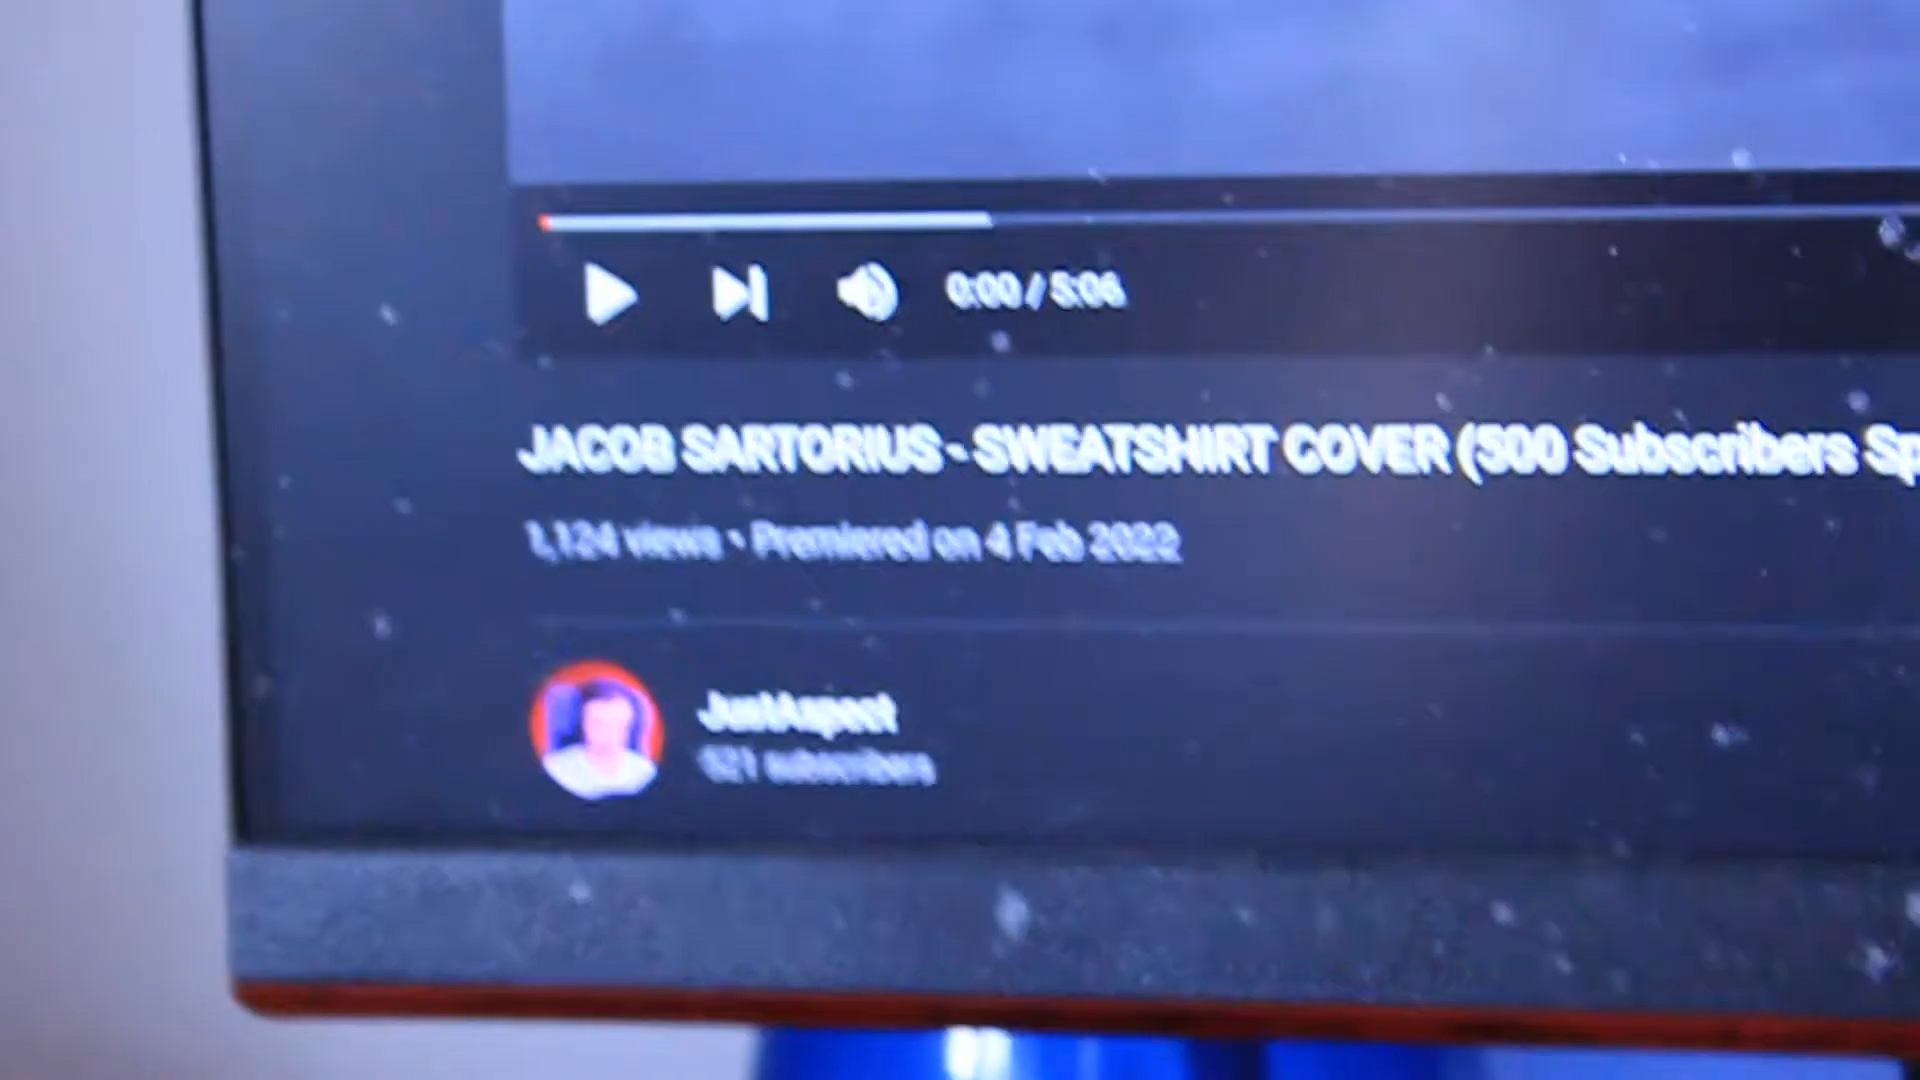 0:00 / 5:06
JACOB SARTORIUS - SWEATSHIRT COVER (500 Subscribers Sp
1,124 views • Premiered on 4 Feb 2022
JustAspect
521 subscribers